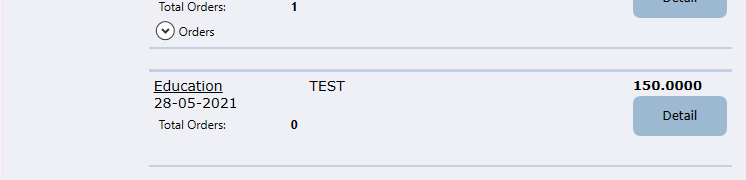 Total Orders: 1
Detail
Orders
Education TEST 150.0000
28-05-2021
Detail
Total Orders: 0